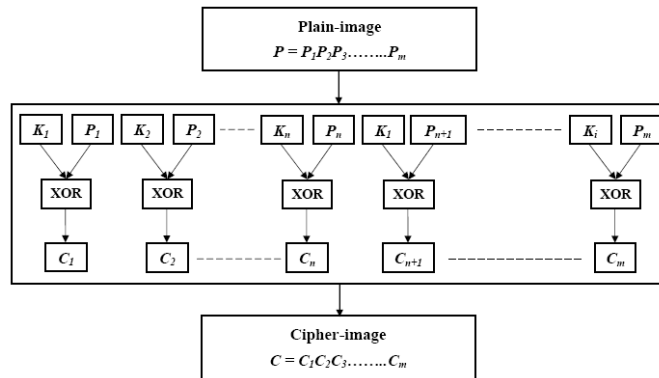 Plain-image
P = P1P2P3........Pm
K1 P1 K2 P2 Kn Pn K1 Pn+1 Ki Pm
XOR XOR XOR XOR XOR
C1 C2 Cn Cn+1 Cm
Cipher-image
C = C1C2C3........Cm